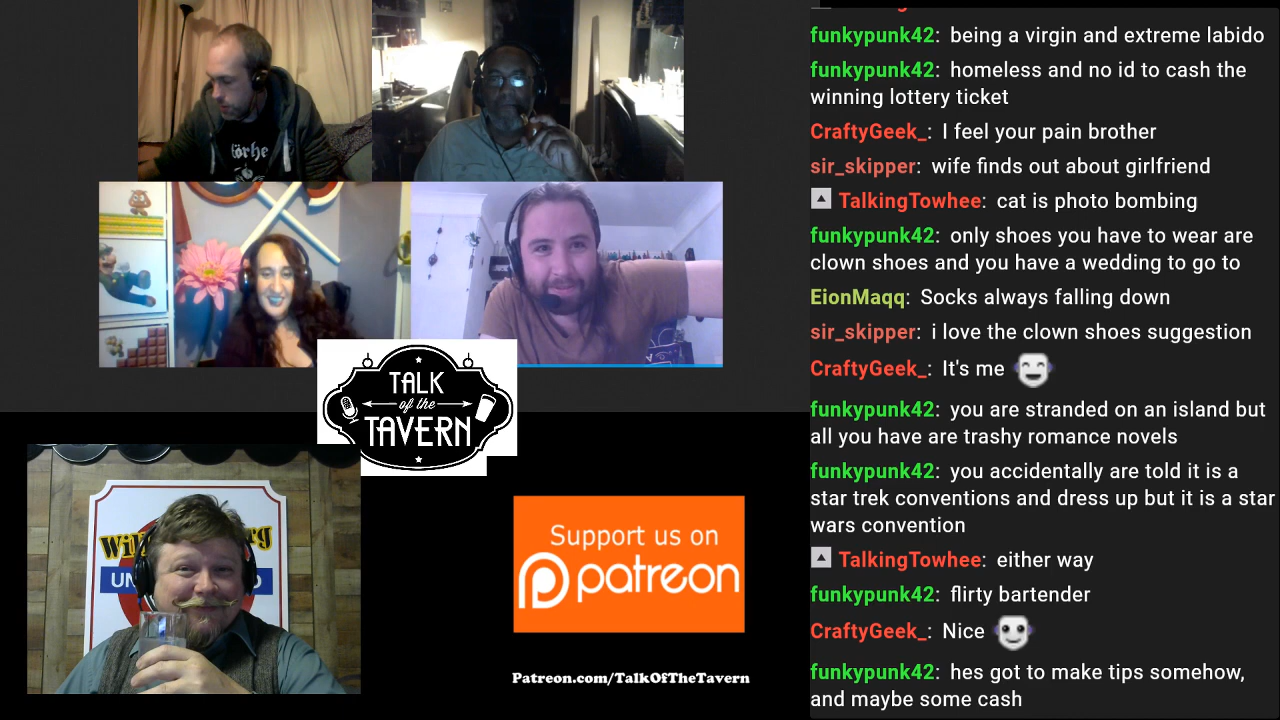 funkypunk42: being a virgin and extreme labido
funkypunk42: homeless and no id to cash the
winning lottery ticket
CraftyGeek_: I feel your pain brother
sir_skipper: wife finds out about girlfriend
TalkingTowhee: cat is photo bombing
funkypunk42: only shoes you have to wear are
clown shoes and you have a wedding to go to
EionMaqq: Socks always falling down
sir_skipper: i love the clown shoes suggestion
CraftyGeek_: It's me
funkypunk42: you are stranded on an island but
all you have are trashy romance novels
funkypunk42: you accidentally are told it is a
star trek conventions and dress up but it is a star
wars convention
TalkingTowhee: either way
funkypunk42: flirty bartender
CraftyGeek_: Nice
funkypunk42: hes got to make tips somehow,
and maybe some cash
TALK
of the
TAVERN
Support us on
patreon
Patreon.com/TalkOfTheTavern